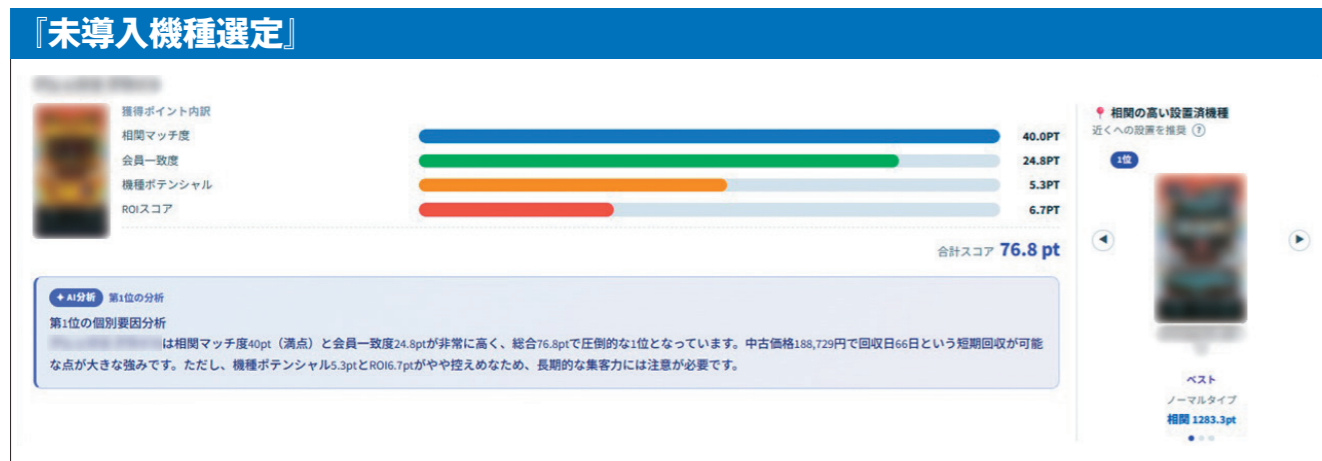 『未導入機種選定』
獲得ポイント内訳
相関マッチ度 40.0PT
会員一致度 24.8PT
機種ポテンシャル 5.3PT
ROIスコア 6.7PT
合計スコア 76.8 pt
AI分析 第1位の分析
第1位の個別要因分析
は相関マッチ度40pt（満点）と会員一致度24.8ptが非常に高く、総合76.8ptで圧倒的な1位となっています。中古価格188,729円で回収日66日という短期回収が可能
な点が大きな強みです。ただし、機種ポテンシャル5.3ptとROI6.7ptがやや控えめなため、長期的な集客力には注意が必要です。
相関の高い設置済機種
近くへの設置を推奨 ?
1位
ベスト
ノーマルタイプ
相関 1283.3pt